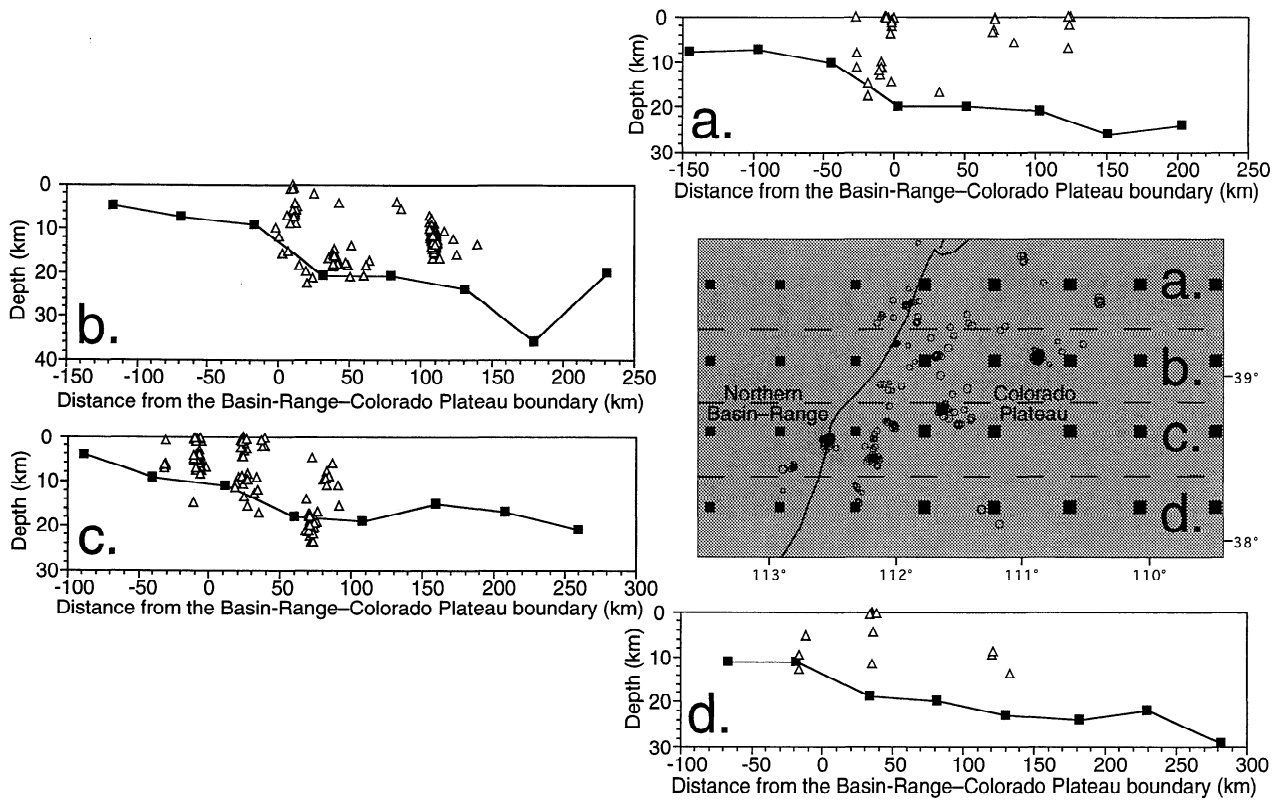 0
10
20
30
Depth (km)
a.
-150 -100 -50 0 50 100 150 200 250
Distance from the Basin-Range–Colorado Plateau boundary (km)
0
10
20
30
40
Depth (km)
b.
-150 -100 -50 0 50 100 150 200 250
Distance from the Basin-Range–Colorado Plateau boundary (km)
a.
b.
39°
Northern Colorado
Basin–Range Plateau
c.
d.
38°
113° 112° 111° 110°
0
10
20
30
Depth (km)
c.
-100 -50 0 50 100 150 200 250 300
Distance from the Basin-Range–Colorado Plateau boundary (km)
0
10
20
30
Depth (km)
d.
-100 -50 0 50 100 150 200 250 300
Distance from the Basin-Range–Colorado Plateau boundary (km)